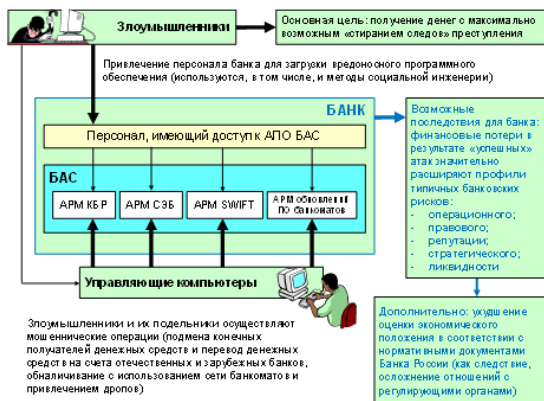 Злоумышленники
Основная цель: получение денег с максимально
возможным «стиранием следов» преступления
Привлечение персонала банка для загрузки вредоносного программного
обеспечения (используются, в том числе, и методы социальной инженерии)
БАНК
Персонал, имеющий доступ к АПО БАС
БАС
АРМ КБР
АРМ СЭБ
АРМ SWIFT
АРМ обновлений
ПО банкоматов
Управляющие компьютеры
Злоумышленники и их подельники осуществляют
мошеннические операции (подмена конечных
получателей денежных средств и перевод денежных
средств на счета отечественных и зарубежных банков,
обналичивание с использованием сети банкоматов и
привлечением дропов)
Возможные
последствия для банка:
финансовые потери в
результате «успешных»
атак значительно
расширяют профили
типичных банковских
рисков:
- операционного;
- правового;
- репутации;
- стратегического;
- ликвидности
Дополнительно: ухудшение
оценки экономического
положения в соответствии с
нормативными документами
Банка России (как следствие,
осложнение отношений с
регулирующими органами)